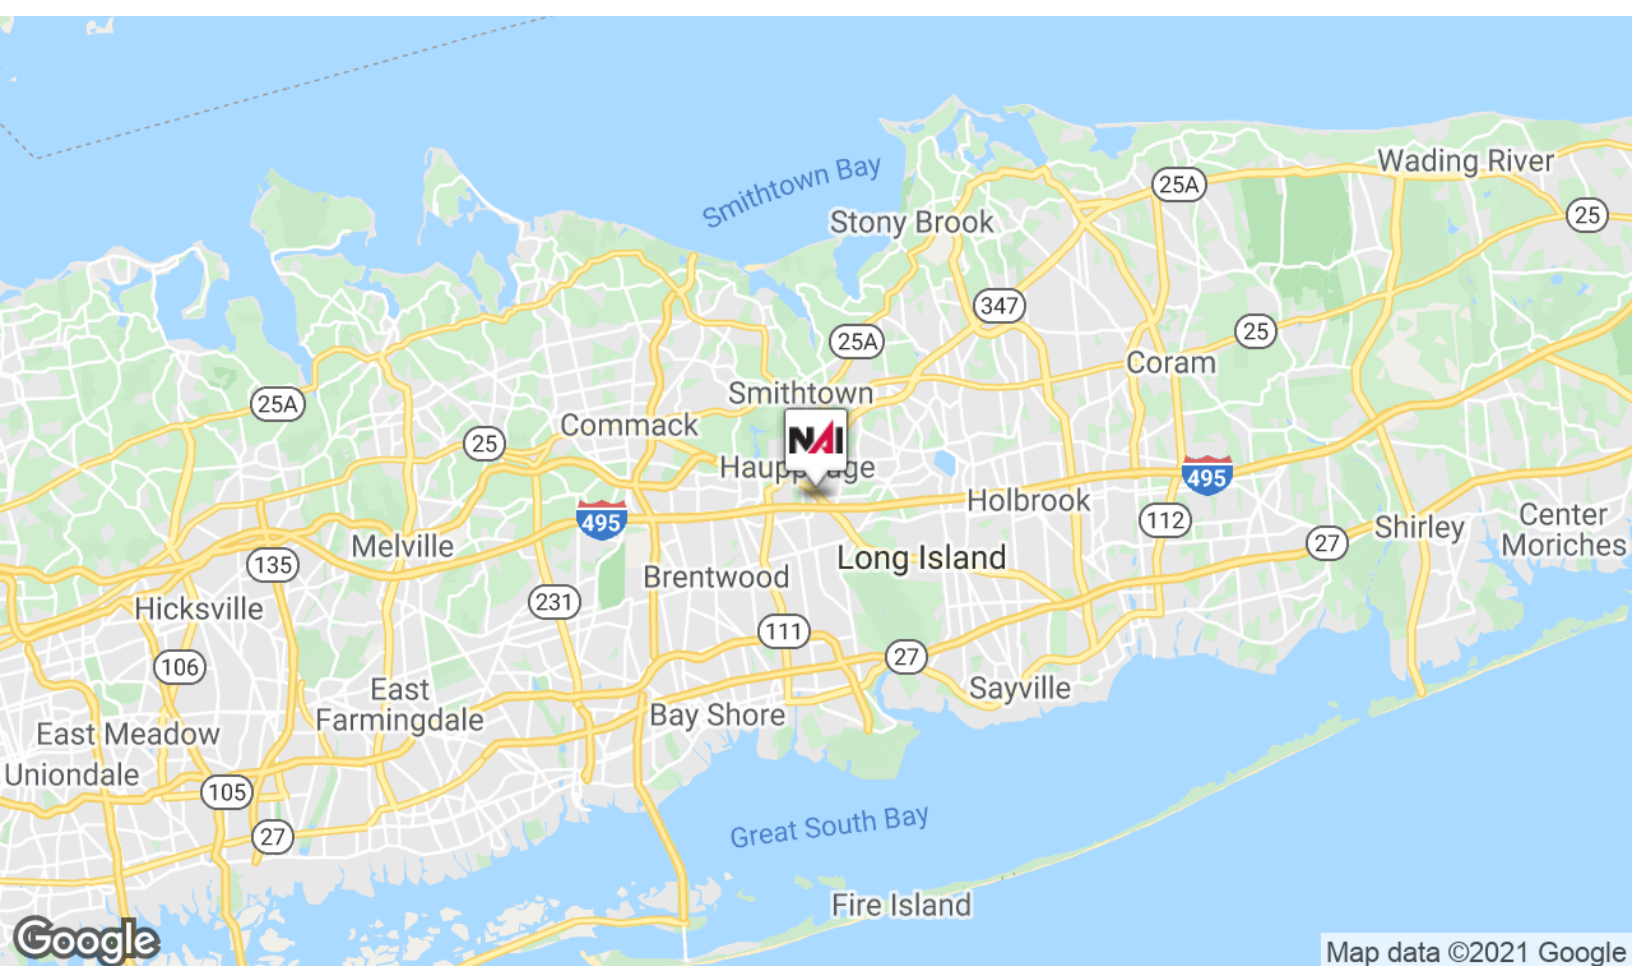 Smithtown Bay
Wading River
25A
25
Stony Brook
347
25A
25
Coram
Smithtown
25A
Commack
NAI
25
Hauppauge
495
495
Holbrook
112
Shirley
Center
Moriches
27
Melville
Long Island
135
Brentwood
231
Hicksville
111
106
27
Sayville
East
Farmingdale
Bay Shore
East Meadow
Uniondale
105
27
Great South Bay
Fire Island
Google
Map data ©2021 Google